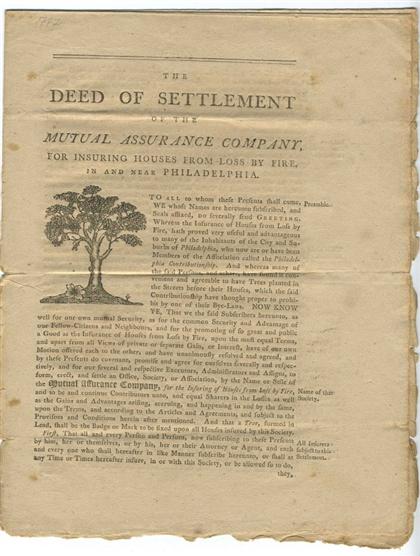 1782
THE
DEED OF SETTLEMENT
OF THE
MUTUAL ASSURANCE COMPANY,
FOR INSURING HOUSES FROM LOSS BY FIRE,
IN AND NEAR PHILADELPHIA.
TO ALL to whom these Presents shall come, Preamble.
WE whose Names are hereunto subscribed, and
Seals affixed, do severally send GREETING.
Whereas the Insurance of Houses from Loss by
Fire, hath proved very useful and advantageous
to many of the Inhabitants of the City and Su-
burbs of Philadelphia, who now are or have been
Members of the Association called the Philadel-
phia Contributionship. And whereas many of
the said Persons, and others, have found it con-
venient and agreeable to have Trees planted in
the Streets before their Houses, which the said
Contributionship have thought proper to prohi-
bit by one of their Bye-Laws. NOW KNOW
YE, That we the said Subscribers hereunto, as
well for our own mutual Security, as for the common Security and Advantage of
our Fellow-Citizens and Neighbours, and for the promoting of so great and public
a Good as the Insurance of Houses from Loss by Fire, upon the most equal Terms,
and apart from all Views of private or separate Gain, or Interest, have of our own
Motion offered each to the other, and have unanimously resolved and agreed, and
by these Presents do covenant, promise and agree for ourselves severally and respec-
tively, and for our several and respective Executors, Administrators and Assigns, to
form, erect, and settle an Office, Society, or Association, by the Name or Stile of
the Mutual Assurance Company, for the Insuring of Houses from Loss by Fire, Name of the
and to be and continue Contributors unto, and equal Sharers in the Losses as well Society.
as the Gains and Advantages arising, accruing, and happening in and by the same,
upon the Terms, and according to the Articles and Agreements, and subject to the
Provisoes and Conditions herein after mentioned. And that a Tree, formed in
Lead, shall be the Badge or Mark to be fixed upon all Houses insured by this Society.
First, That all and every Person and Persons, now subscribing to these Presents All Insurers
by him, her or themselves, or by his, her or their Attorney or Agent, and each subject to this
and every one who shall hereafter in like Manner subscribe hereunto, or shall at Settlement.
any Time or Times hereafter insure, in or with this Society, or be allowed so to do,
they,